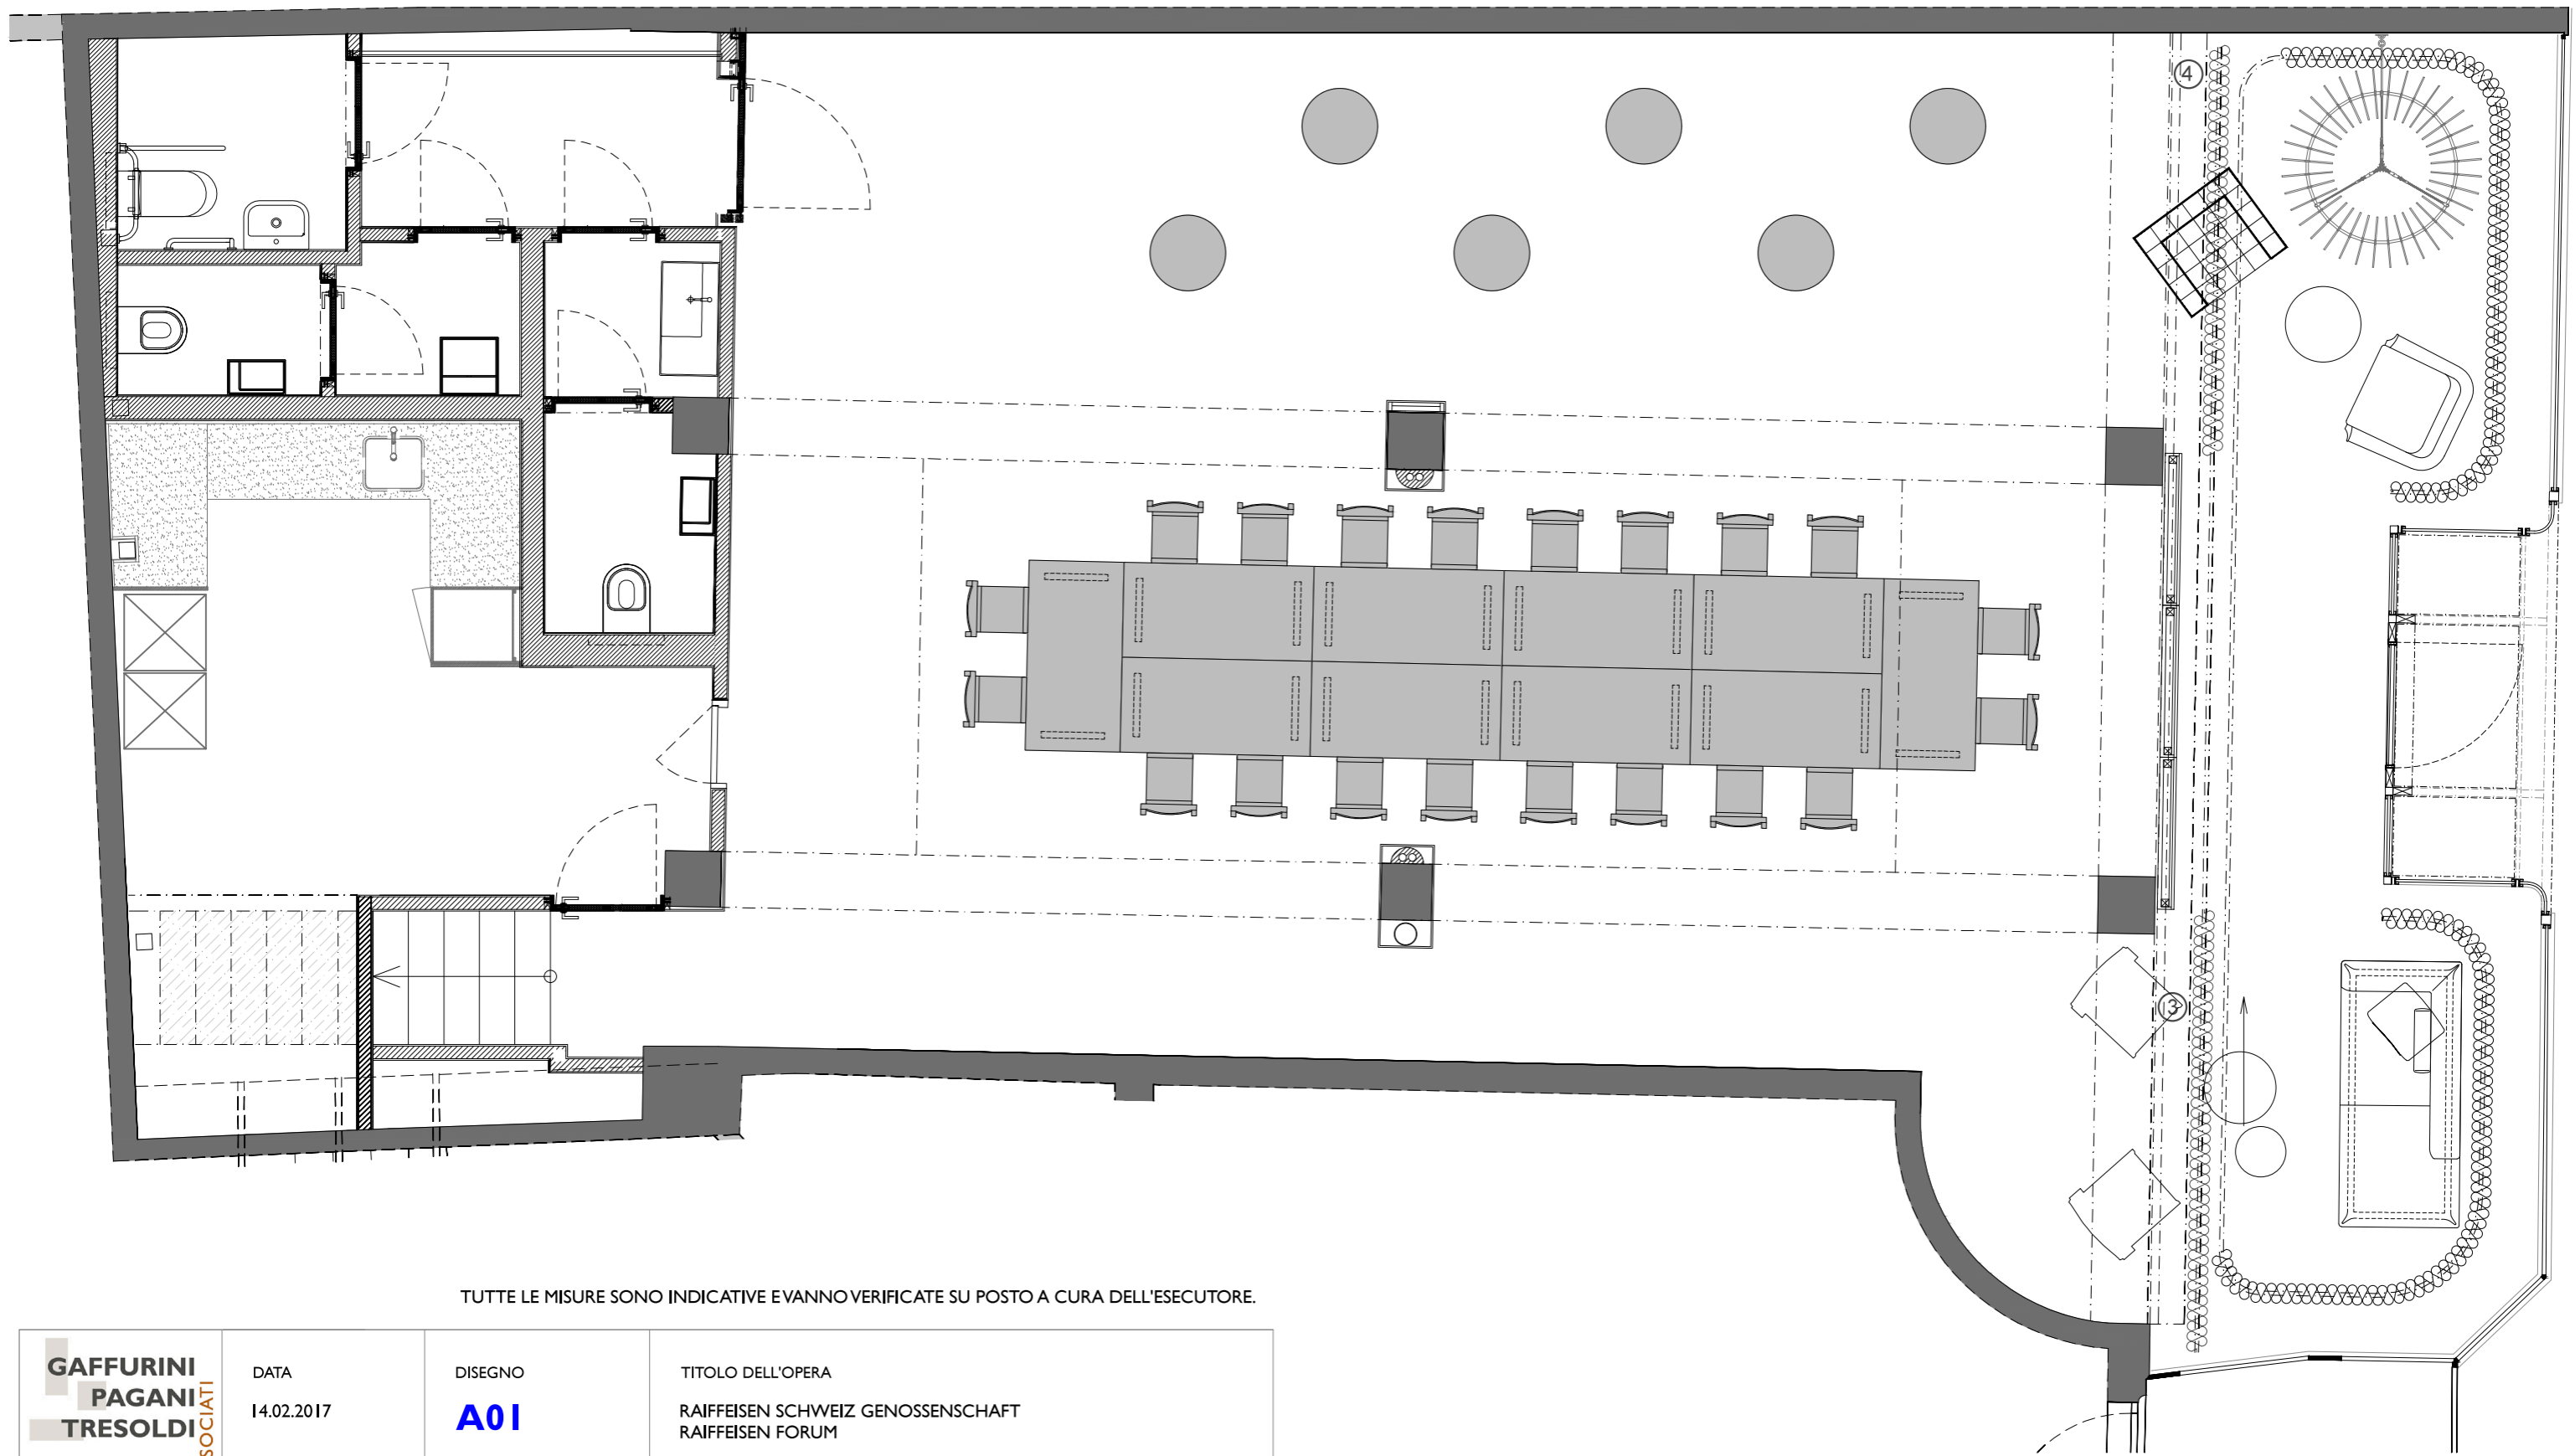 4
3
TUTTE LE MISURE SONO INDICATIVE E VANNO VERIFICATE SU POSTO A CURA DELL'ESECUTORE.
GAFFURINI
PAGANI
TRESOLDI
SOCIATI
DATA
14.02.2017
DISEGNO
A01
TITOLO DELL'OPERA
RAIFFEISEN SCHWEIZ GENOSSENSCHAFT
RAIFFEISEN FORUM